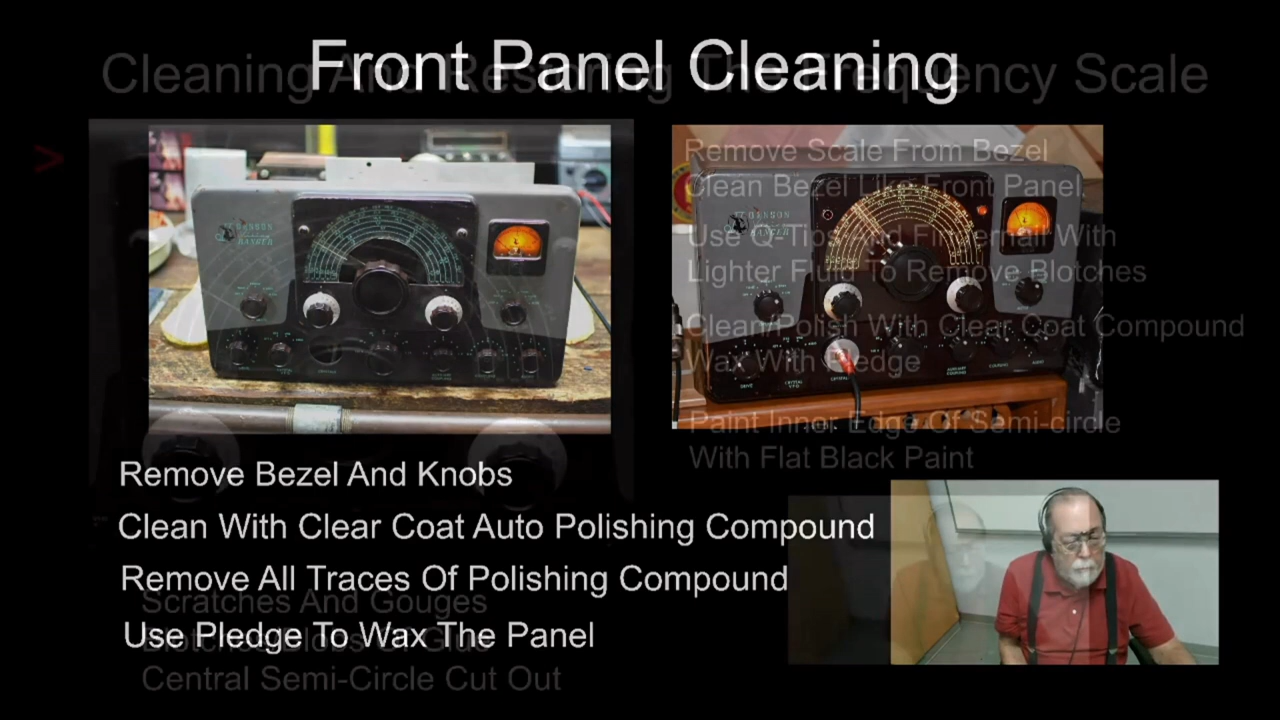 Front Panel Cleaning
Cleaning And Restoring The Frequency Scale
>
Remove Scale From Bezel
Clean Bezel Like Front Panel
Use Q-Tips And Fingernail With
Lighter Fluid To Remove Blotches
Clean/Polish With Clear Coat Compound
Wax With Pledge
Paint Inner Edge Of Semi-circle
With Flat Black Paint
Remove Bezel And Knobs
Clean With Clear Coat Auto Polishing Compound
Remove All Traces Of Polishing Compound
Scratches And Gouges
Use Pledge To Wax The Panel
Central Semi-Circle Cut Out